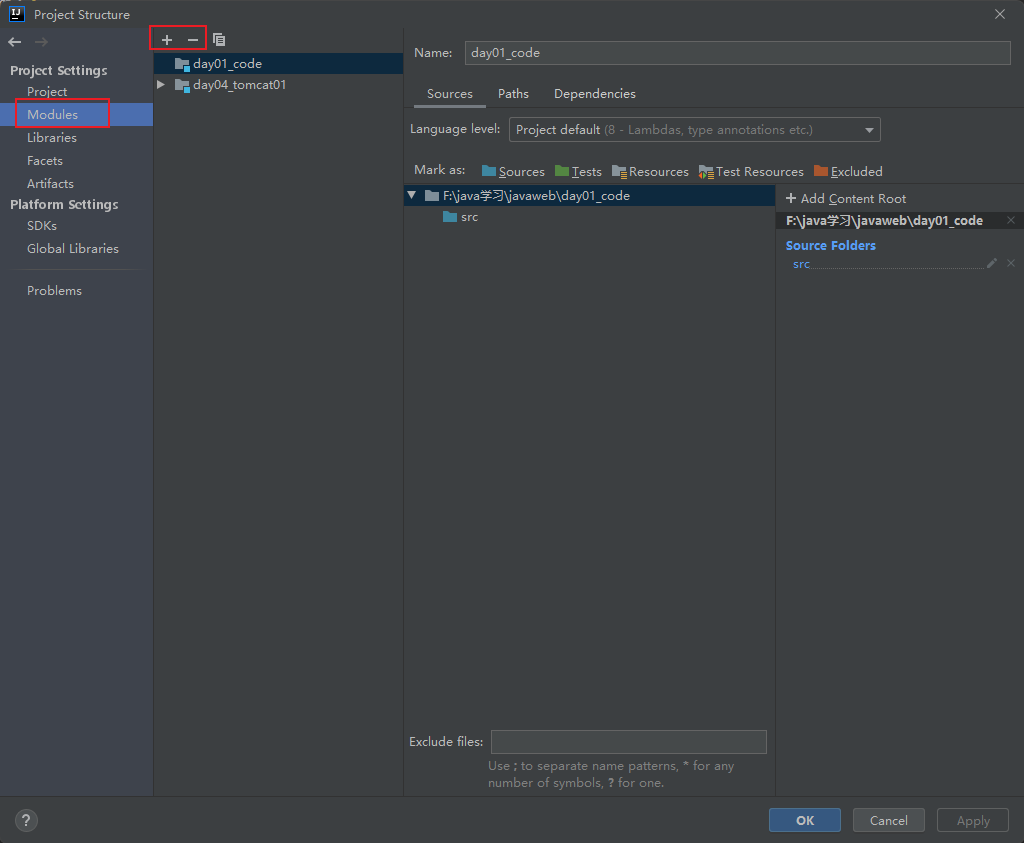 Project Structure
Project Settings
Project
Modules
Libraries
Facets
Artifacts
Platform Settings
SDKs
Global Libraries
Problems
day01_code
day04_tomcat01
Name: day01_code
Sources Paths Dependencies
Language level: Project default (8 - Lambdas, type annotations etc.)
Mark as: Sources Tests Resources Test Resources Excluded
F:\java学习\javaweb\day01_code
src
Exclude files:
Use ; to separate name patterns, * for any
number of symbols, ? for one.
+ Add Content Root
F:\java学习\javaweb\day01_code
Source Folders
src
? OK Cancel Apply